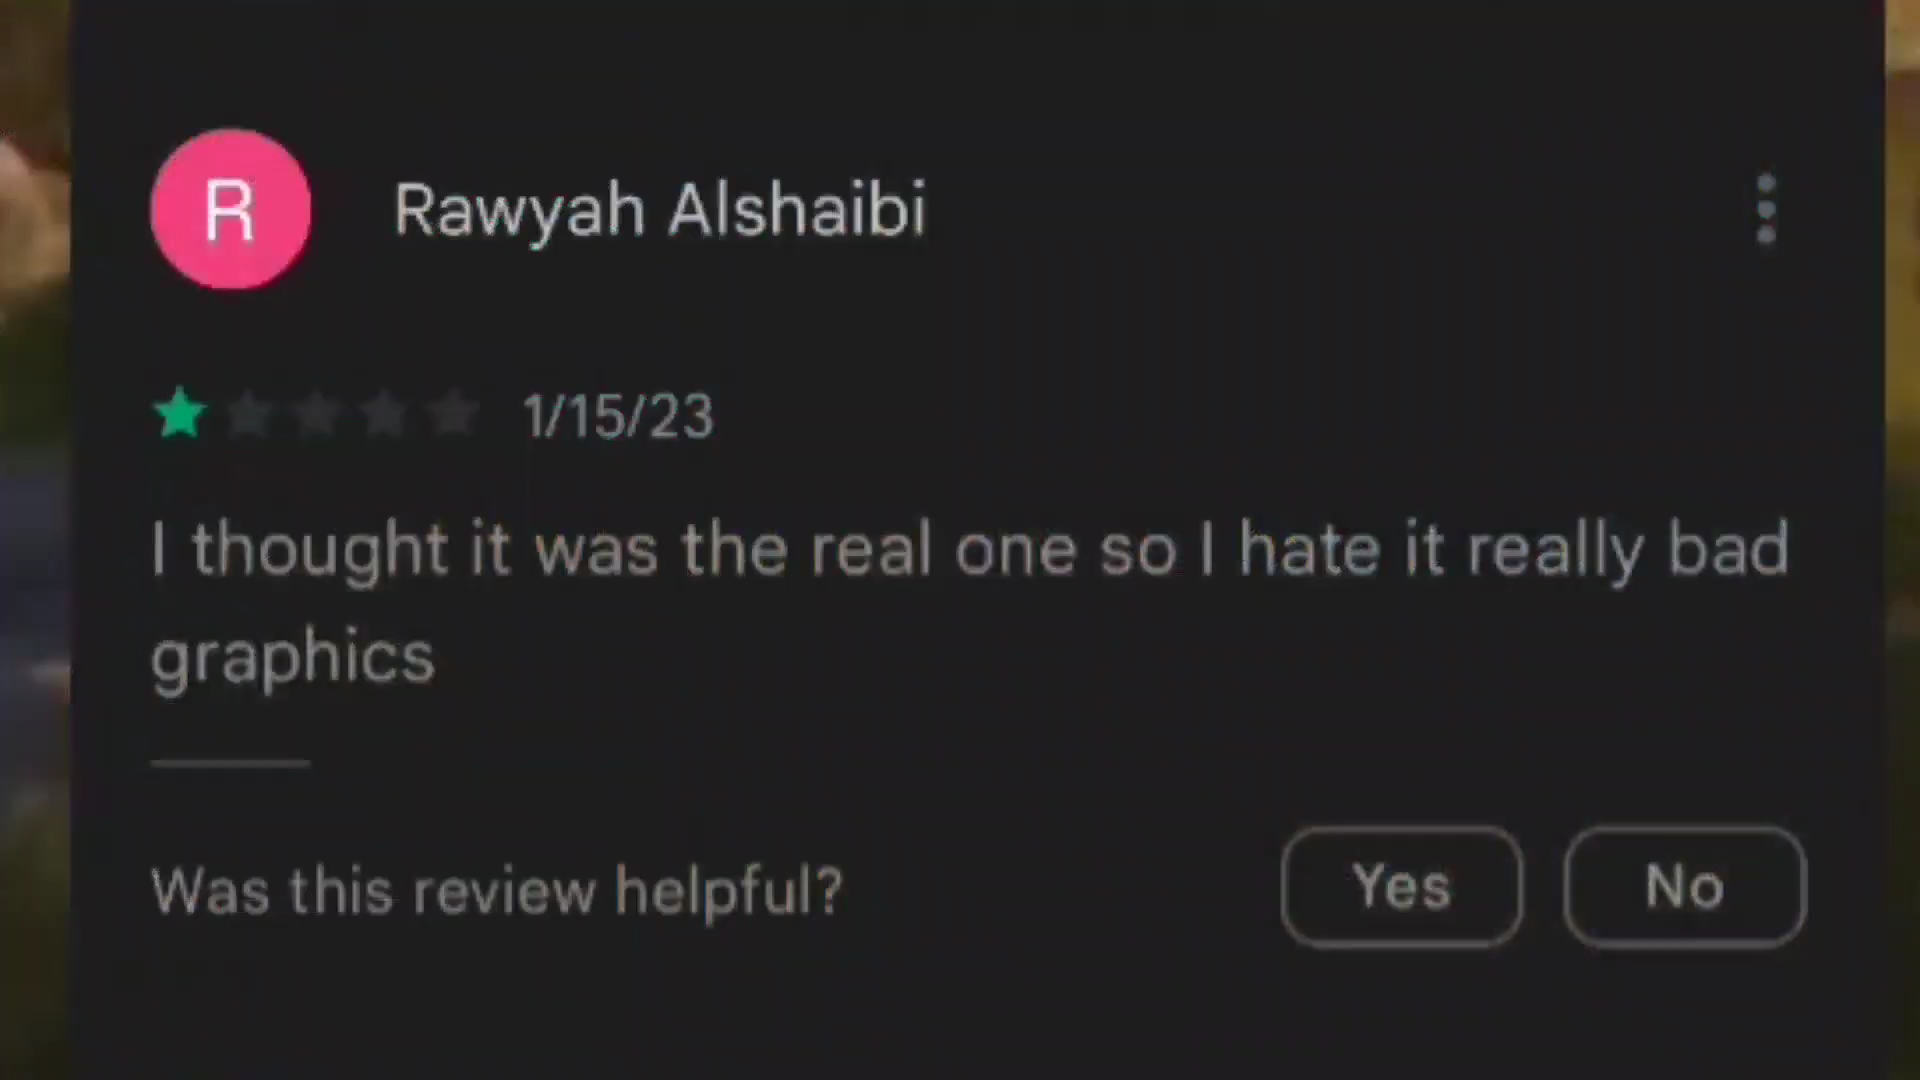 R
Rawyah Alshaibi
1/15/23
I thought it was the real one so I hate it really bad
graphics
Was this review helpful?
Yes
No